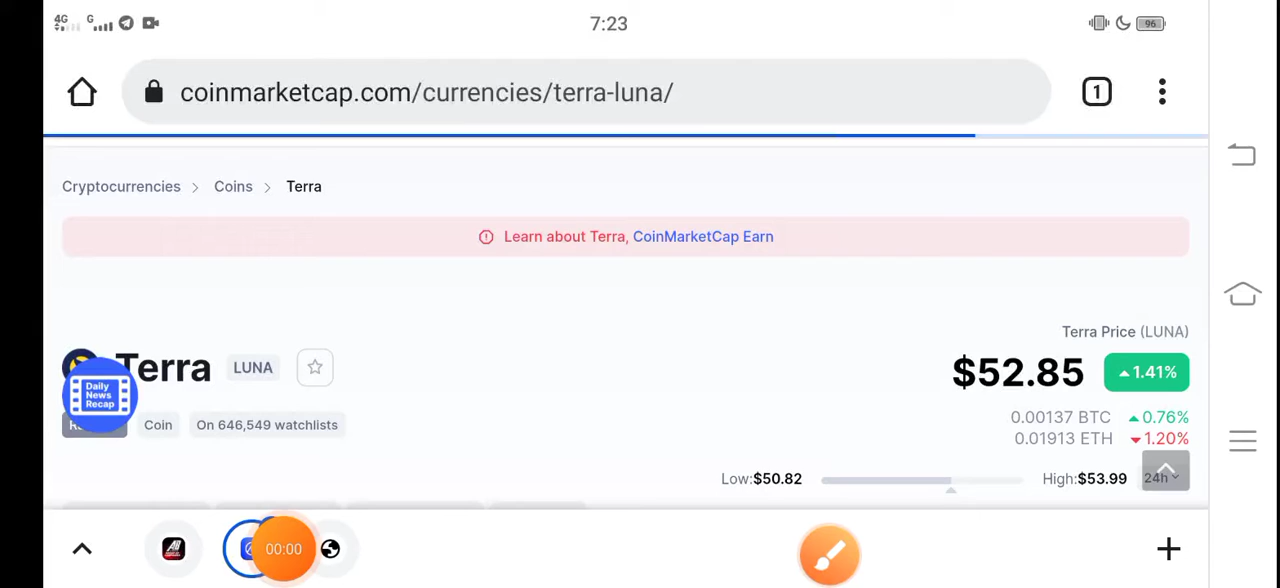 4G G 7:23 96
coinmarketcap.com/currencies/terra-luna/ 1
Cryptocurrencies > Coins > Terra
Learn about Terra, CoinMarketCap Earn
Terra Price (LUNA)
Terra LUNA $52.85 1.41%
Daily
News
Recap
0.00137 BTC 0.76%
Coin On 646,549 watchlists
0.01913 ETH 1.20%
Low:$50.82 High:$53.99 24h
00:00